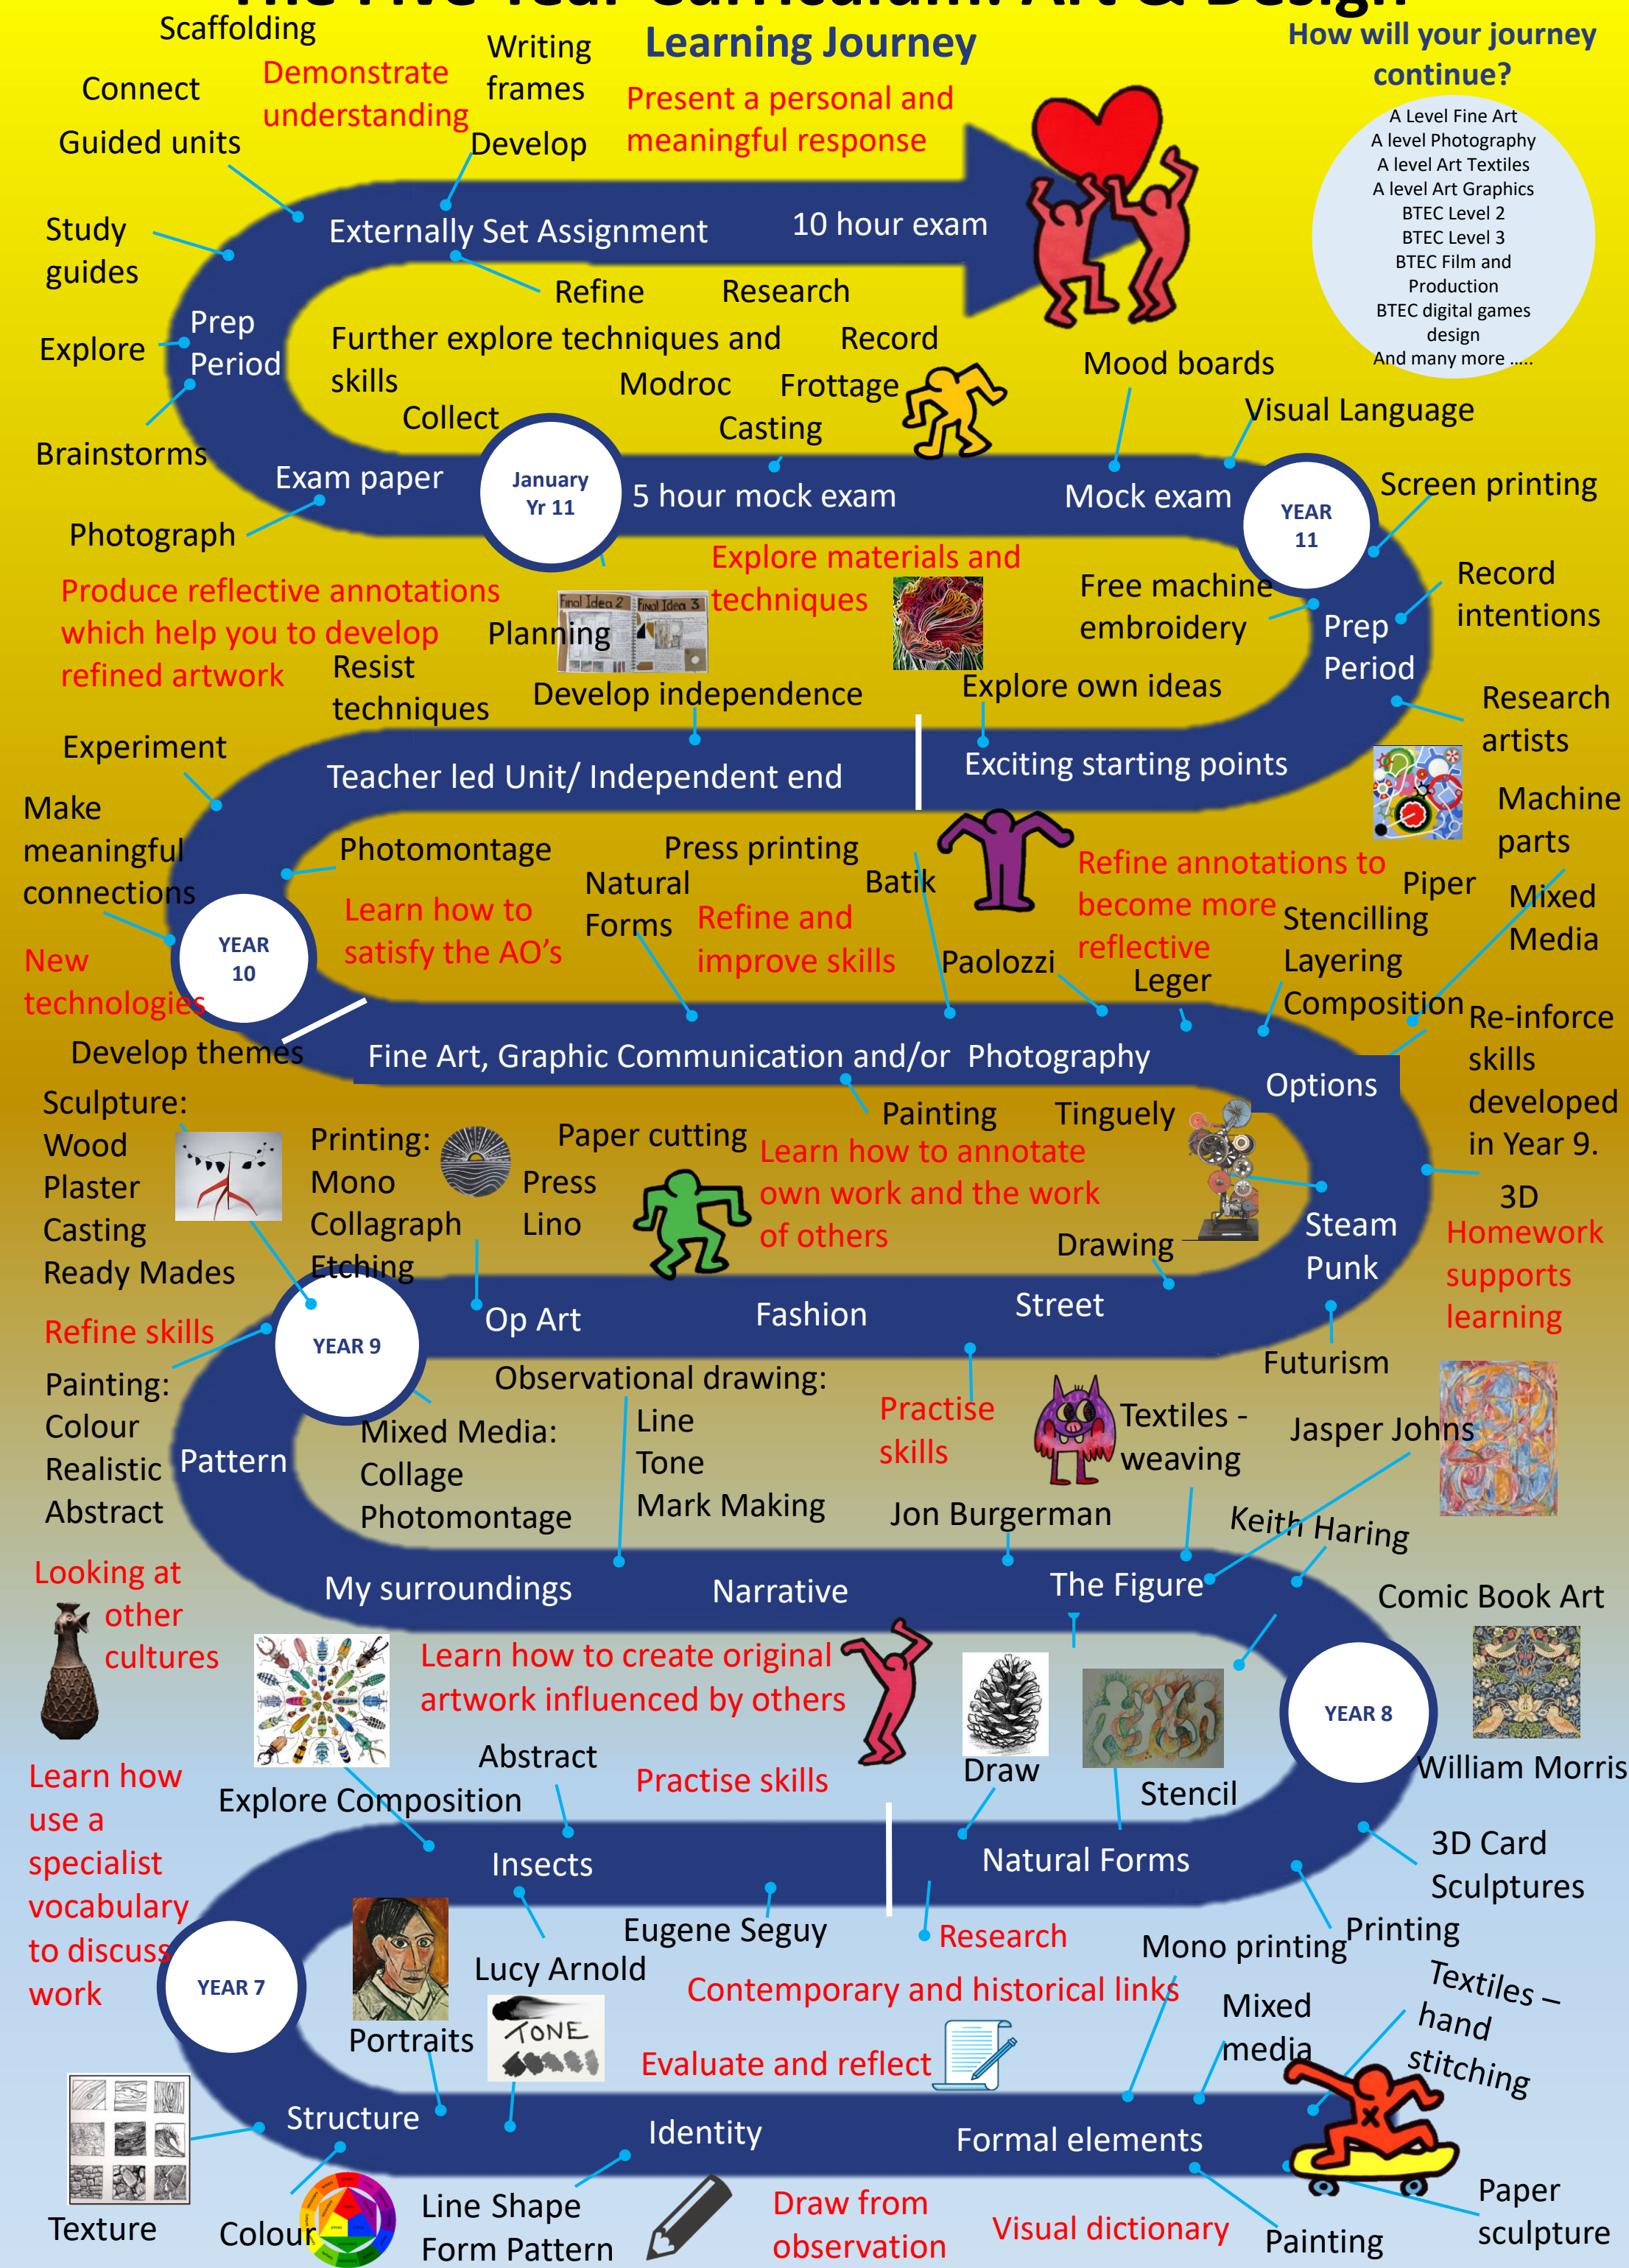 The Five Year Curriculum: Art & Design
Learning Journey
How will your journey
continue?
A Level Fine Art
A level Photography
A level Art Textiles
A level Art Graphics
BTEC Level 2
BTEC Level 3
BTEC Film and
Production
BTEC digital games
design
And many more .....
Scaffolding
Connect
Guided units
Demonstrate
understanding
Writing
frames
Develop
Present a personal and
meaningful response
Externally Set Assignment
10 hour exam
Study
guides
Refine
Research
Prep
Period
Explore
Further explore techniques and
skills
Record
Modroc
Frottage
Collect
Casting
Mood boards
Visual Language
Brainstorms
Exam paper
January
Yr 11
5 hour mock exam
Mock exam
YEAR
11
Screen printing
Photograph
Produce reflective annotations
which help you to develop
refined artwork
Explore materials and
techniques
Final Idea 2
Final Idea 3
Planning
Free machine
embroidery
Prep
Period
Record
intentions
Resist
techniques
Develop independence
Explore own ideas
Research
artists
Experiment
Teacher led Unit/ Independent end
Exciting starting points
Make
meaningful
connections
Machine
parts
Photomontage
Press printing
Natural
Forms
Batik
Refine annotations to
become more
reflective
Piper
Mixed
Media
Learn how to
satisfy the AO's
Refine and
improve skills
Stencilling
Layering
Composition
YEAR
10
New
technologies
Paolozzi
Leger
Develop themes
Fine Art, Graphic Communication and/or Photography
Options
Re-inforce
skills
developed
in Year 9.
Sculpture:
Wood
Plaster
Casting
Ready Mades
Printing:
Mono
Collagraph
Etching
Press
Lino
Paper cutting
Painting
Tinguely
Learn how to annotate
own work and the work
of others
Drawing
3D
Steam
Punk
Homework
supports
learning
Refine skills
YEAR 9
Op Art
Fashion
Street
Futurism
Painting:
Colour
Realistic
Abstract
Pattern
Mixed Media:
Collage
Photomontage
Observational drawing:
Line
Tone
Mark Making
Practise
skills
Textiles -
weaving
Jasper Johns
Jon Burgerman
Keith Haring
Looking at
other
cultures
My surroundings
Narrative
The Figure
Comic Book Art
Learn how to create original
artwork influenced by others
YEAR 8
William Morris
Learn how
use a
specialist
vocabulary
to discuss
work
Abstract
Explore Composition
Practise skills
Draw
Stencil
Insects
Natural Forms
3D Card
Sculptures
Eugene Seguy
Research
Printing
Mono printing
YEAR 7
Lucy Arnold
Contemporary and historical links
Mixed
media
Textiles –
hand
stitching
Portraits
TONE
Evaluate and reflect
Structure
Identity
Formal elements
Texture
Colour
Line Shape
Form Pattern
Draw from
observation
Visual dictionary
Painting
Paper
sculpture